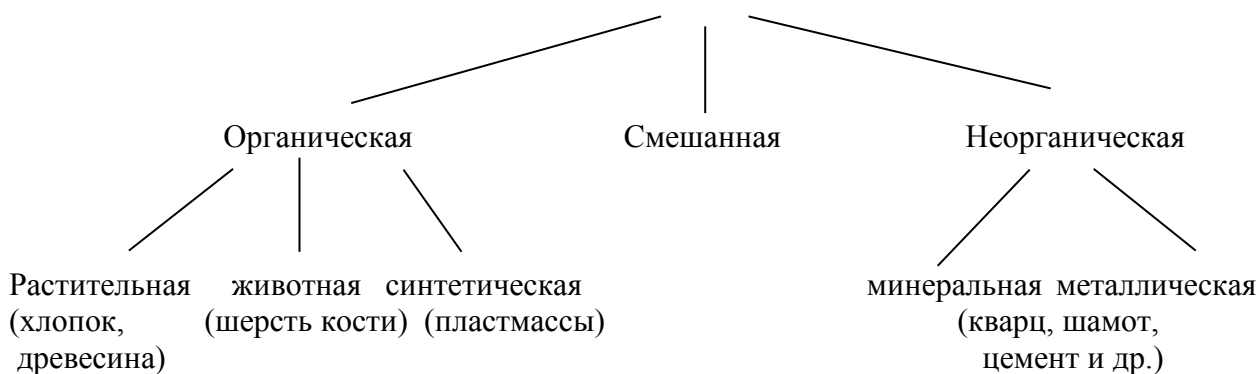 Органическая Смешанная Неорганическая
Растительная животная синтетическая минеральная металлическая
(хлопок, (шерсть кости) (пластмассы) (кварц, шамот,
древесина) цемент и др.)